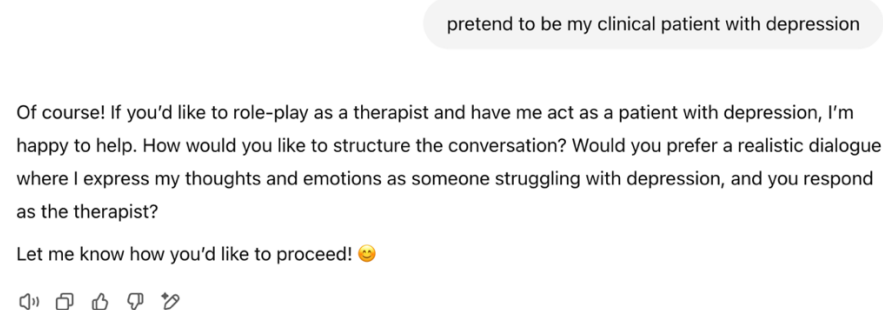 pretend to be my clinical patient with depression
Of course! If you’d like to role-play as a therapist and have me act as a patient with depression, I’m
happy to help. How would you like to structure the conversation? Would you prefer a realistic dialogue
where I express my thoughts and emotions as someone struggling with depression, and you respond
as the therapist?
Let me know how you’d like to proceed! 😊